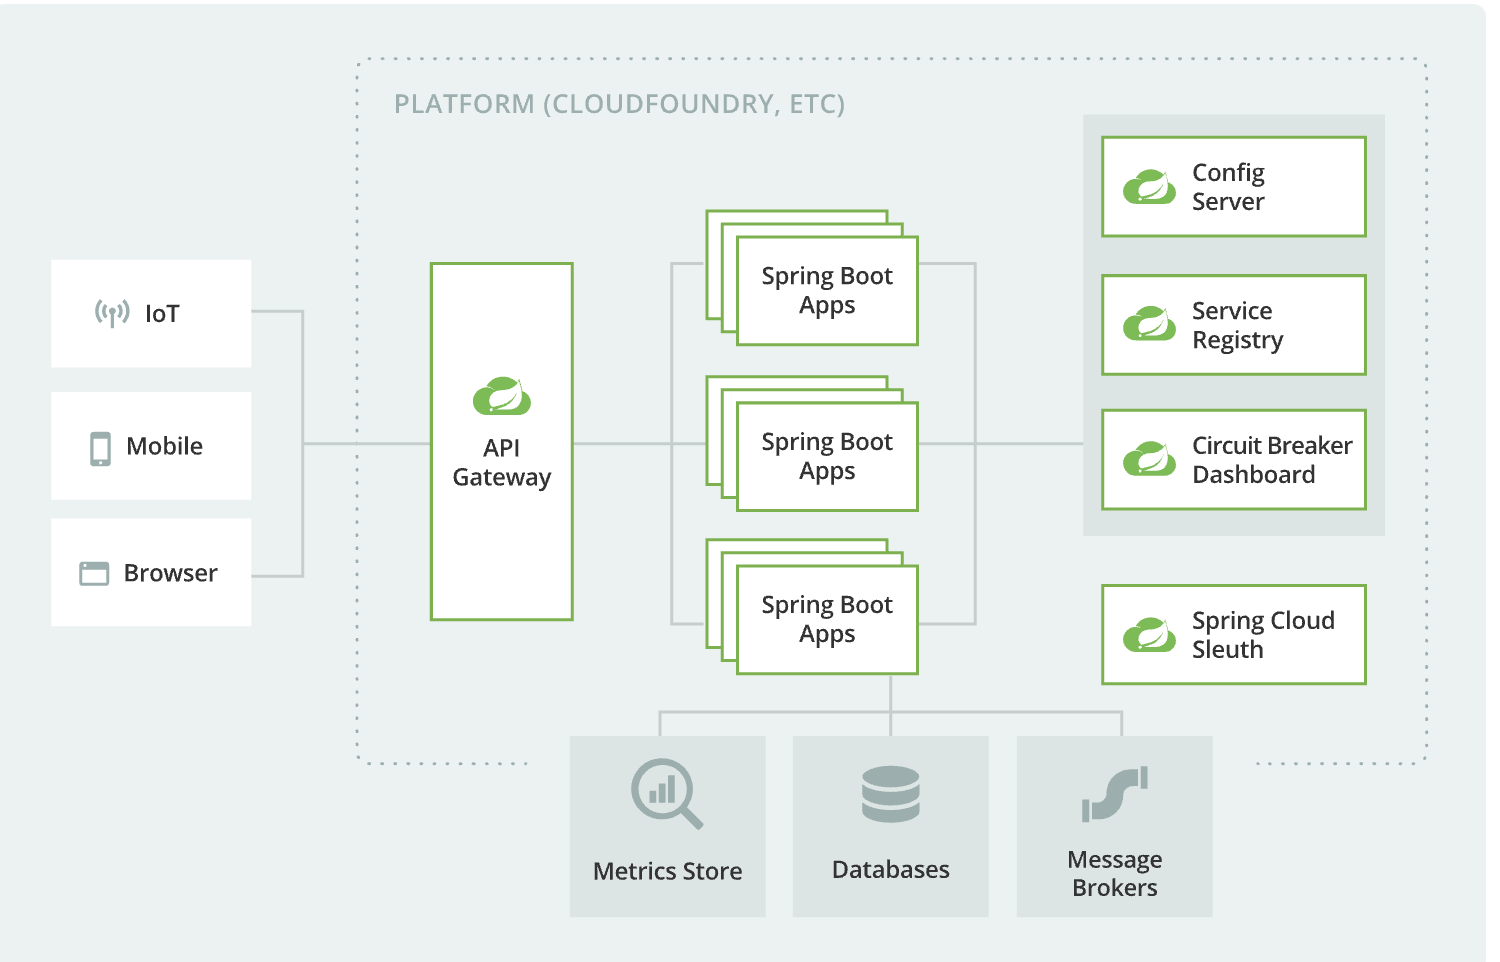 PLATFORM (CLOUDFOUNDRY, ETC)
IoT
Mobile
Browser
API
Gateway
Spring Boot
Apps
Spring Boot
Apps
Spring Boot
Apps
Config
Server
Service
Registry
Circuit Breaker
Dashboard
Spring Cloud
Sleuth
Metrics Store
Databases
Message
Brokers